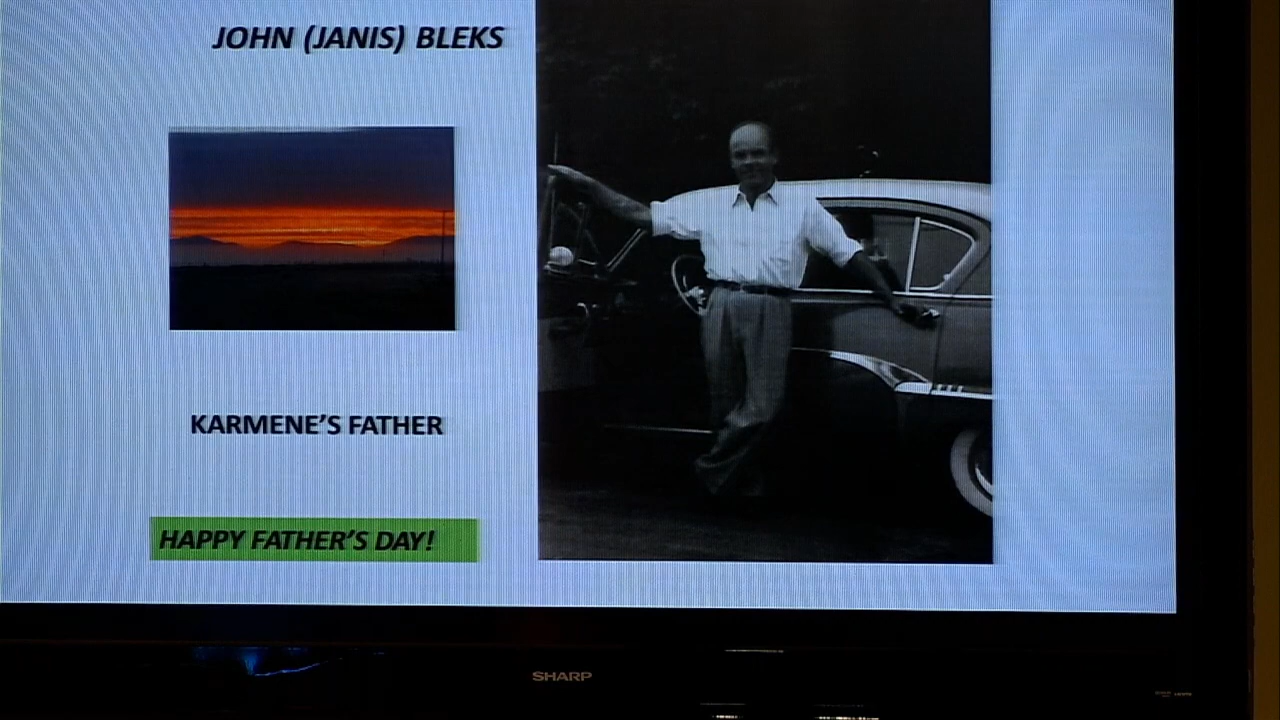 JOHN (JANIS) BLEKS
KARMENE’S FATHER
HAPPY FATHER’S DAY!
SHARP